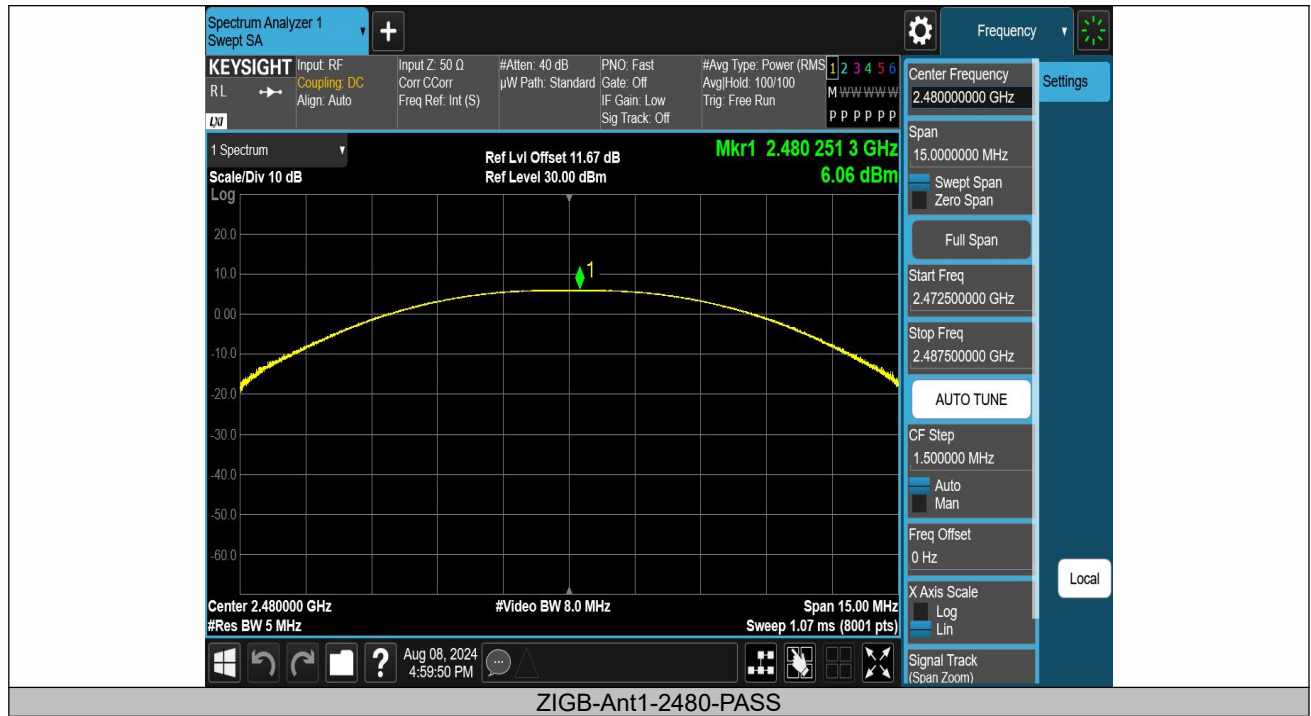 Spectrum Analyzer 1
Swept SA
+
Frequency
KEYSIGHT
RL
LXI
Input: RF
Coupling: DC
Align: Auto
Input Z: 50 Ω
Corr CCorr
Freq Ref: Int (S)
#Atten: 40 dB
µW Path: Standard
PNO: Fast
Gate: Off
IF Gain: Low
Sig Track: Off
#Avg Type: Power (RMS
Avg|Hold: 100/100
Trig: Free Run
1 2 3 4 5 6
M W W W W W
P P P P P P
1 Spectrum
Scale/Div 10 dB
Log
Ref Lvl Offset 11.67 dB
Ref Level 30.00 dBm
Mkr1 2.480 251 3 GHz
6.06 dBm
1
20.0
10.0
0.00
-10.0
-20.0
-30.0
-40.0
-50.0
-60.0
Center 2.480000 GHz
#Res BW 5 MHz
#Video BW 8.0 MHz
Span 15.00 MHz
Sweep 1.07 ms (8001 pts)
Center Frequency
2.480000000 GHz
Settings
Span
15.0000000 MHz
Swept Span
Zero Span
Full Span
Start Freq
2.472500000 GHz
Stop Freq
2.487500000 GHz
AUTO TUNE
CF Step
1.500000 MHz
Auto
Man
Freq Offset
0 Hz
X Axis Scale
Log
Lin
Local
Signal Track
(Span Zoom)
?
Aug 08, 2024
4:59:50 PM
ZIGB-Ant1-2480-PASS